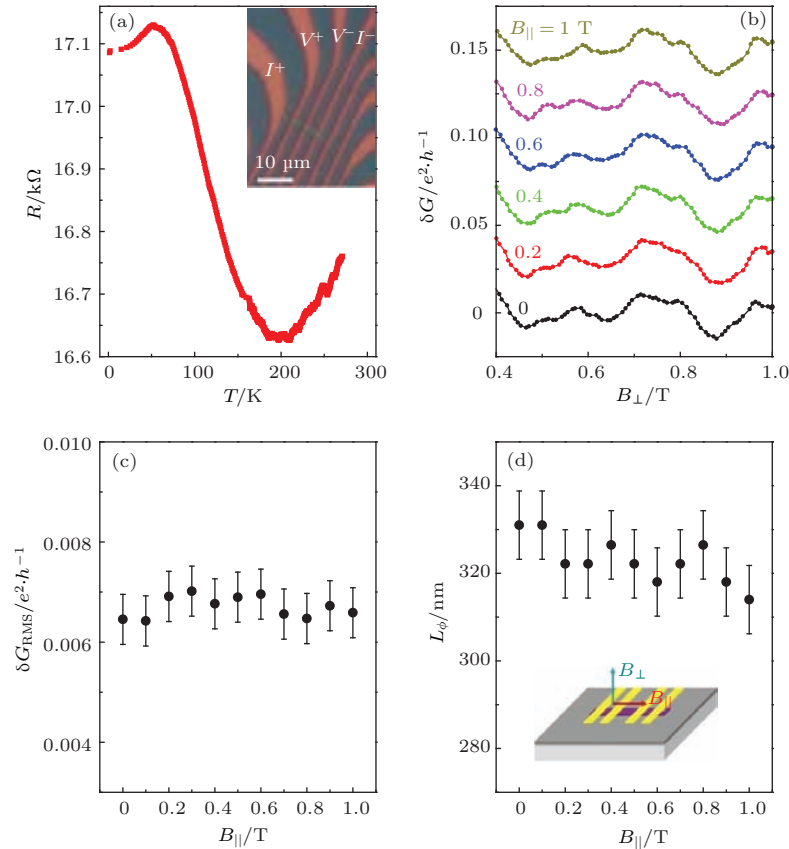 (a)
17.1
17.0
16.9
16.8
16.7
16.6
R/kΩ
0
100
200
300
T/K
I⁺
V⁺
V⁻
I⁻
10 µm
(b)
B|| = 1 T
0.8
0.6
0.4
0.2
0
0.15
0.10
0.05
0
δG/e²·h⁻¹
0.4
0.6
0.8
1.0
B⊥/T
(c)
0.010
0.008
0.006
0.004
δG_RMS/e²·h⁻¹
0
0.2
0.4
0.6
0.8
1.0
B||/T
(d)
340
320
300
280
L_ϕ/nm
B⊥
B||
0
0.2
0.4
0.6
0.8
1.0
B||/T